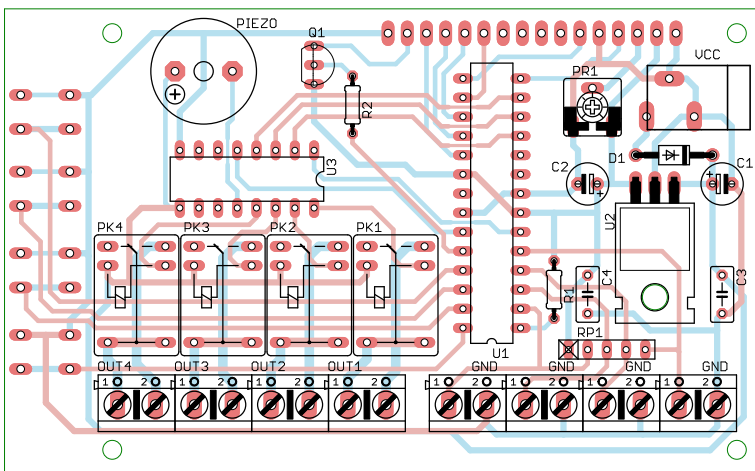 PIEZO
Q1
VCC
PR1
R2
D1
C2
+
C1
+
+
U3
U2
PK4
PK3
PK2
PK1
R1
C4
C3
U1
RP1
OUT4
OUT3
OUT2
OUT1
GND
GND
GND
GND
1 2
1 2
1 2
1 2
1 2
1 2
1 2
1 2